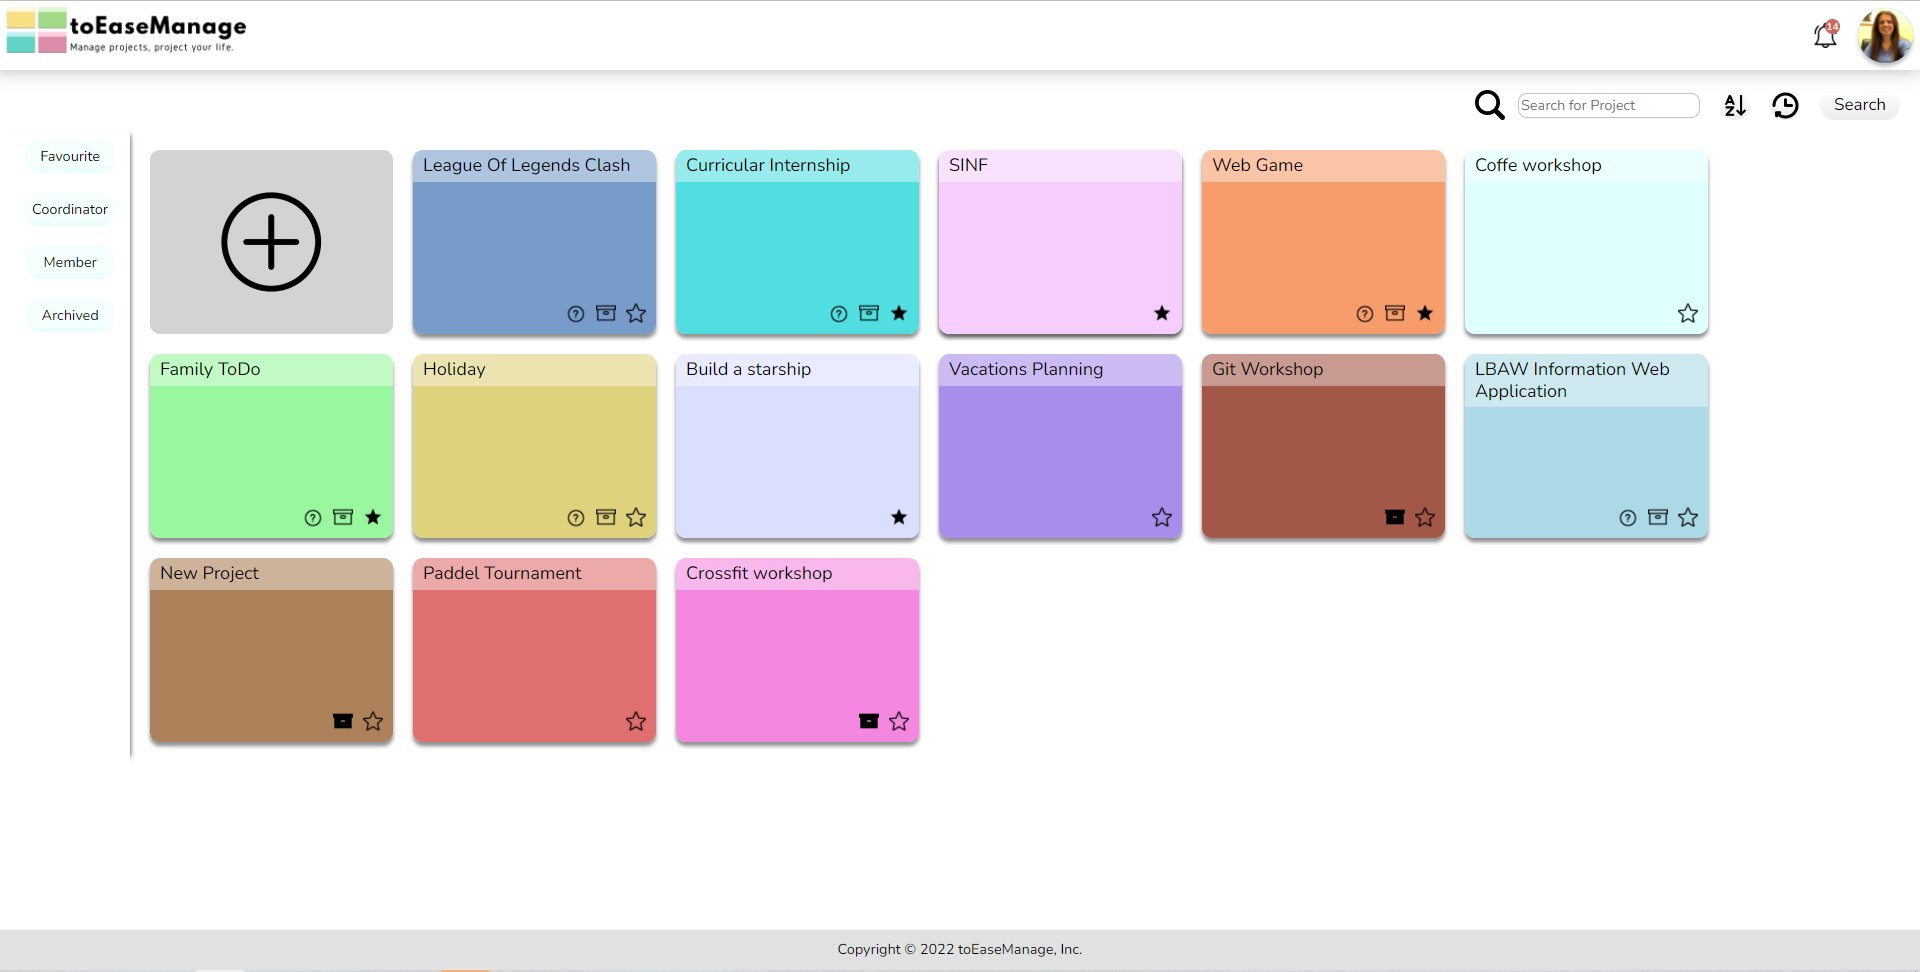 toEaseManage
Manage projects, project your life.
14
Search for Project
A
Z
Search
Favourite
Coordinator
Member
Archived
League Of Legends Clash
?
Curricular Internship
?
SINF
Web Game
?
Coffe workshop
Family ToDo
?
Holiday
?
Build a starship
Vacations Planning
Git Workshop
LBAW Information Web
Application
?
New Project
Paddel Tournament
Crossfit workshop
Copyright © 2022 toEaseManage, Inc.